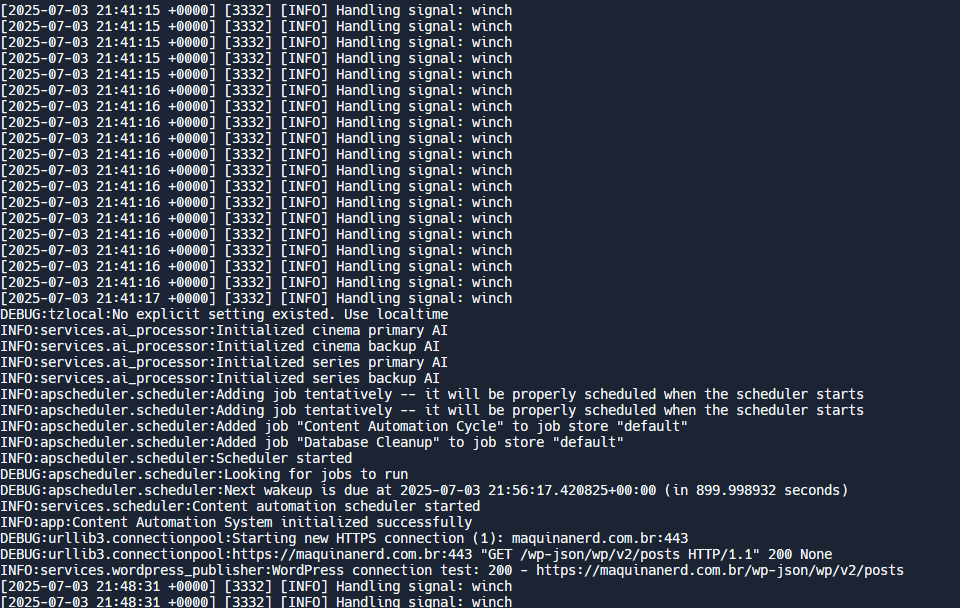 [2025-07-03 21:41:15 +0000] [3332] [INFO] Handling signal: winch
[2025-07-03 21:41:15 +0000] [3332] [INFO] Handling signal: winch
[2025-07-03 21:41:15 +0000] [3332] [INFO] Handling signal: winch
[2025-07-03 21:41:15 +0000] [3332] [INFO] Handling signal: winch
[2025-07-03 21:41:15 +0000] [3332] [INFO] Handling signal: winch
[2025-07-03 21:41:16 +0000] [3332] [INFO] Handling signal: winch
[2025-07-03 21:41:16 +0000] [3332] [INFO] Handling signal: winch
[2025-07-03 21:41:16 +0000] [3332] [INFO] Handling signal: winch
[2025-07-03 21:41:16 +0000] [3332] [INFO] Handling signal: winch
[2025-07-03 21:41:16 +0000] [3332] [INFO] Handling signal: winch
[2025-07-03 21:41:16 +0000] [3332] [INFO] Handling signal: winch
[2025-07-03 21:41:16 +0000] [3332] [INFO] Handling signal: winch
[2025-07-03 21:41:16 +0000] [3332] [INFO] Handling signal: winch
[2025-07-03 21:41:16 +0000] [3332] [INFO] Handling signal: winch
[2025-07-03 21:41:16 +0000] [3332] [INFO] Handling signal: winch
[2025-07-03 21:41:16 +0000] [3332] [INFO] Handling signal: winch
[2025-07-03 21:41:16 +0000] [3332] [INFO] Handling signal: winch
[2025-07-03 21:41:16 +0000] [3332] [INFO] Handling signal: winch
[2025-07-03 21:41:17 +0000] [3332] [INFO] Handling signal: winch
DEBUG:tzlocal:No explicit setting existed. Use localtime
INFO:services.ai_processor:Initialized cinema primary AI
INFO:services.ai_processor:Initialized cinema backup AI
INFO:services.ai_processor:Initialized series primary AI
INFO:services.ai_processor:Initialized series backup AI
INFO:apscheduler.scheduler:Adding job tentatively -- it will be properly scheduled when the scheduler starts
INFO:apscheduler.scheduler:Adding job tentatively -- it will be properly scheduled when the scheduler starts
INFO:apscheduler.scheduler:Added job "Content Automation Cycle" to job store "default"
INFO:apscheduler.scheduler:Added job "Database Cleanup" to job store "default"
INFO:apscheduler.scheduler:Scheduler started
DEBUG:apscheduler.scheduler:Looking for jobs to run
DEBUG:apscheduler.scheduler:Next wakeup is due at 2025-07-03 21:56:17.420825+00:00 (in 899.998932 seconds)
INFO:services.scheduler:Content automation scheduler started
INFO:app:Content Automation System initialized successfully
DEBUG:urllib3.connectionpool:Starting new HTTPS connection (1): maquinanerd.com.br:443
DEBUG:urllib3.connectionpool:https://maquinanerd.com.br:443 "GET /wp-json/wp/v2/posts HTTP/1.1" 200 None
INFO:services.wordpress_publisher:WordPress connection test: 200 - https://maquinanerd.com.br/wp-json/wp/v2/posts
[2025-07-03 21:48:31 +0000] [3332] [INFO] Handling signal: winch
[2025-07-03 21:48:31 +0000] [3332] [INFO] Handling signal: winch